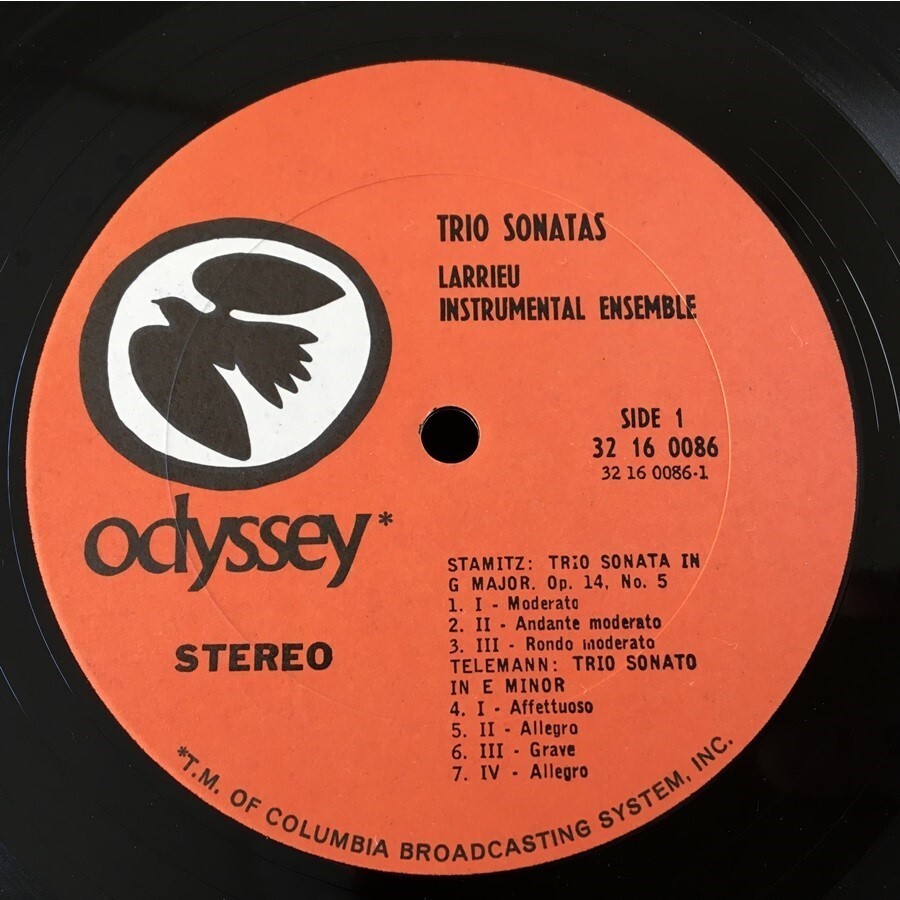 TRIO SONATAS
LARRIEU
INSTRUMENTAL ENSEMBLE
SIDE 1
32 16 0086
32 16 0086-1
odyssey*
STEREO
STAMITZ: TRIO SONATA IN
G MAJOR. Op. 14, No. 5
1. I - Moderato
2. II - Andante moderato
3. III - Rondo moderato
TELEMANN: TRIO SONATO
IN E MINOR
4. I - Affettuoso
5. II - Allegro
6. III - Grave
7. IV - Allegro
*T.M. OF COLUMBIA BROADCASTING SYSTEM, INC.